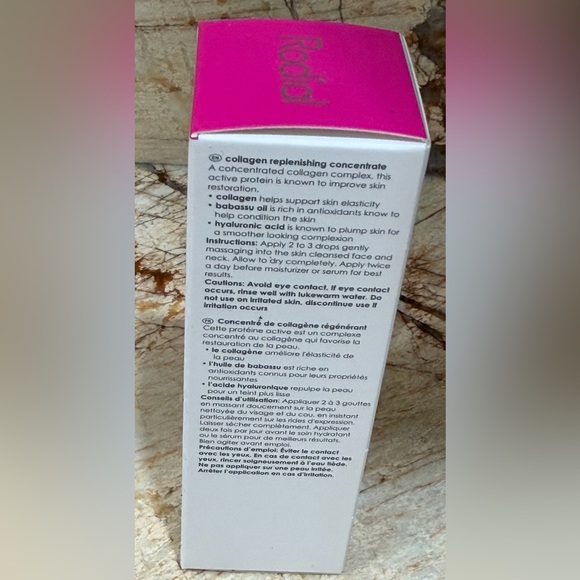 Rodial
EN collagen replenishing concentrate
A concentrated collagen complex, this
active protein is known to improve skin
restoration.
• collagen helps support skin elasticity
• babassu oil is rich in antioxidants know to
help condition the skin
• hyaluronic acid is known to plump skin for
a smoother looking complexion
Instructions: Apply 2 to 3 drops gently
massaging into the skin cleansed face and
neck. Allow to dry completely. Apply twice
a day before moisturizer or serum for best
results.
Cautions: Avoid eye contact. If eye contact
occurs, rinse well with lukewarm water. Do
not use on irritated skin, discontinue use if
irritation occurs
FR Concentré de collagène régénérant
Cette protéine active est un complexe
concentré au collagène qui favorise la
restauration de la peau.
• le collagène améliore l'élasticité de
la peau
• l'huile de babassu est riche en
antioxidants connus pour leurs propriétés
nourrissantes
• l'acide hyaluronique repulpe la peau
pour un teint plus lisse
Conseils d'utilisation: Appliquer 2 à 3 gouttes
en massant doucement sur la peau
nettoyée du visage et du cou, en insistant
particulièrement sur les rides d'expression.
Laisser sécher complètement. Appliquer
deux fois par jour avant le soin hydratant
ou le sérum pour de meilleurs résultats.
Bien agiter avant emploi.
Précautions d'emploi: Éviter le contact
avec les yeux. En cas de contact avec les
yeux, rincer soigneusement à l'eau tiède.
Ne pas appliquer sur une peau irritée.
Arrêter l'application en cas d'irritation.